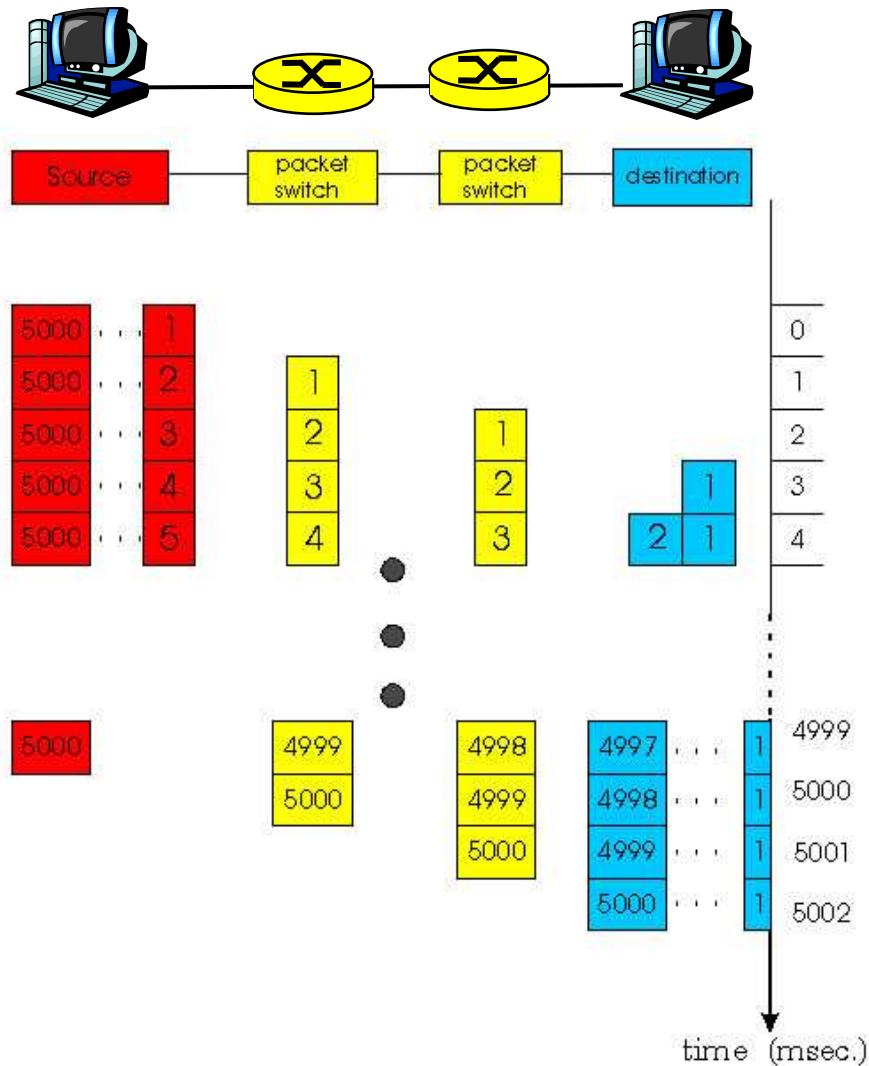 Source
packet
switch
packet
switch
destination
5000 . . . 1 0
5000 . . . 2 1 1
5000 . . . 3 2 1 2
5000 . . . 4 3 2 1 3
5000 . . . 5 4 3 2 1 4
5000 4999 4998 4997 . . . 1 4999
5000 4999 4998 . . . 1 5000
5000 4999 . . . 1 5001
5000 . . . 1 5002
time (msec.)